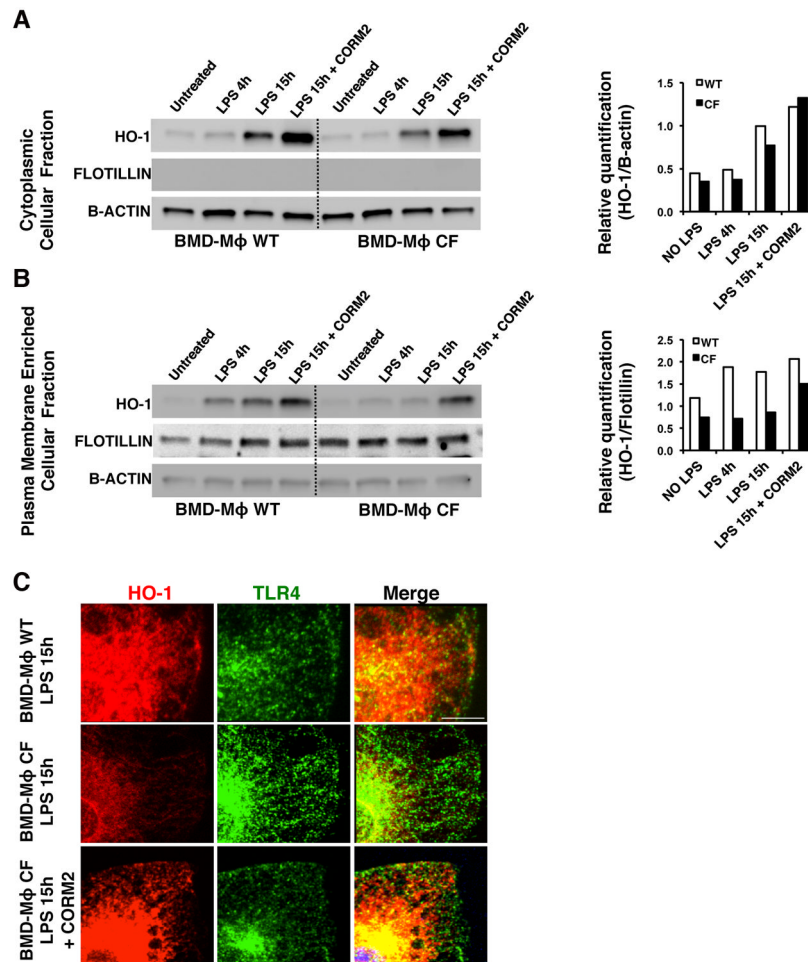 A
Untreated
LPS 4h
LPS 15h
LPS 15h + CORM2
Untreated
LPS 4h
LPS 15h
LPS 15h + CORM2
Cytoplasmic
Cellular Fraction
HO-1
FLOTILLIN
B-ACTIN
BMD-Mϕ WT
BMD-Mϕ CF
Relative quantification
(HO-1/B-actin)
1.5
1.0
0.5
0.0
WT
CF
NO LPS
LPS 4h
LPS 15h
LPS 15h + CORM2
B
Untreated
LPS 4h
LPS 15h
LPS 15h + CORM2
Untreated
LPS 4h
LPS 15h
LPS 15h + CORM2
Plasma Membrane Enriched
Cellular Fraction
HO-1
FLOTILLIN
B-ACTIN
BMD-Mϕ WT
BMD-Mϕ CF
Relative quantification
(HO-1/Flotillin)
2.5
2.0
1.5
1.0
0.5
0.0
WT
CF
NO LPS
LPS 4h
LPS 15h
LPS 15h + CORM2
C
HO-1
TLR4
Merge
BMD-Mϕ WT
LPS 15h
BMD-Mϕ CF
LPS 15h
BMD-Mϕ CF
LPS 15h
+ CORM2